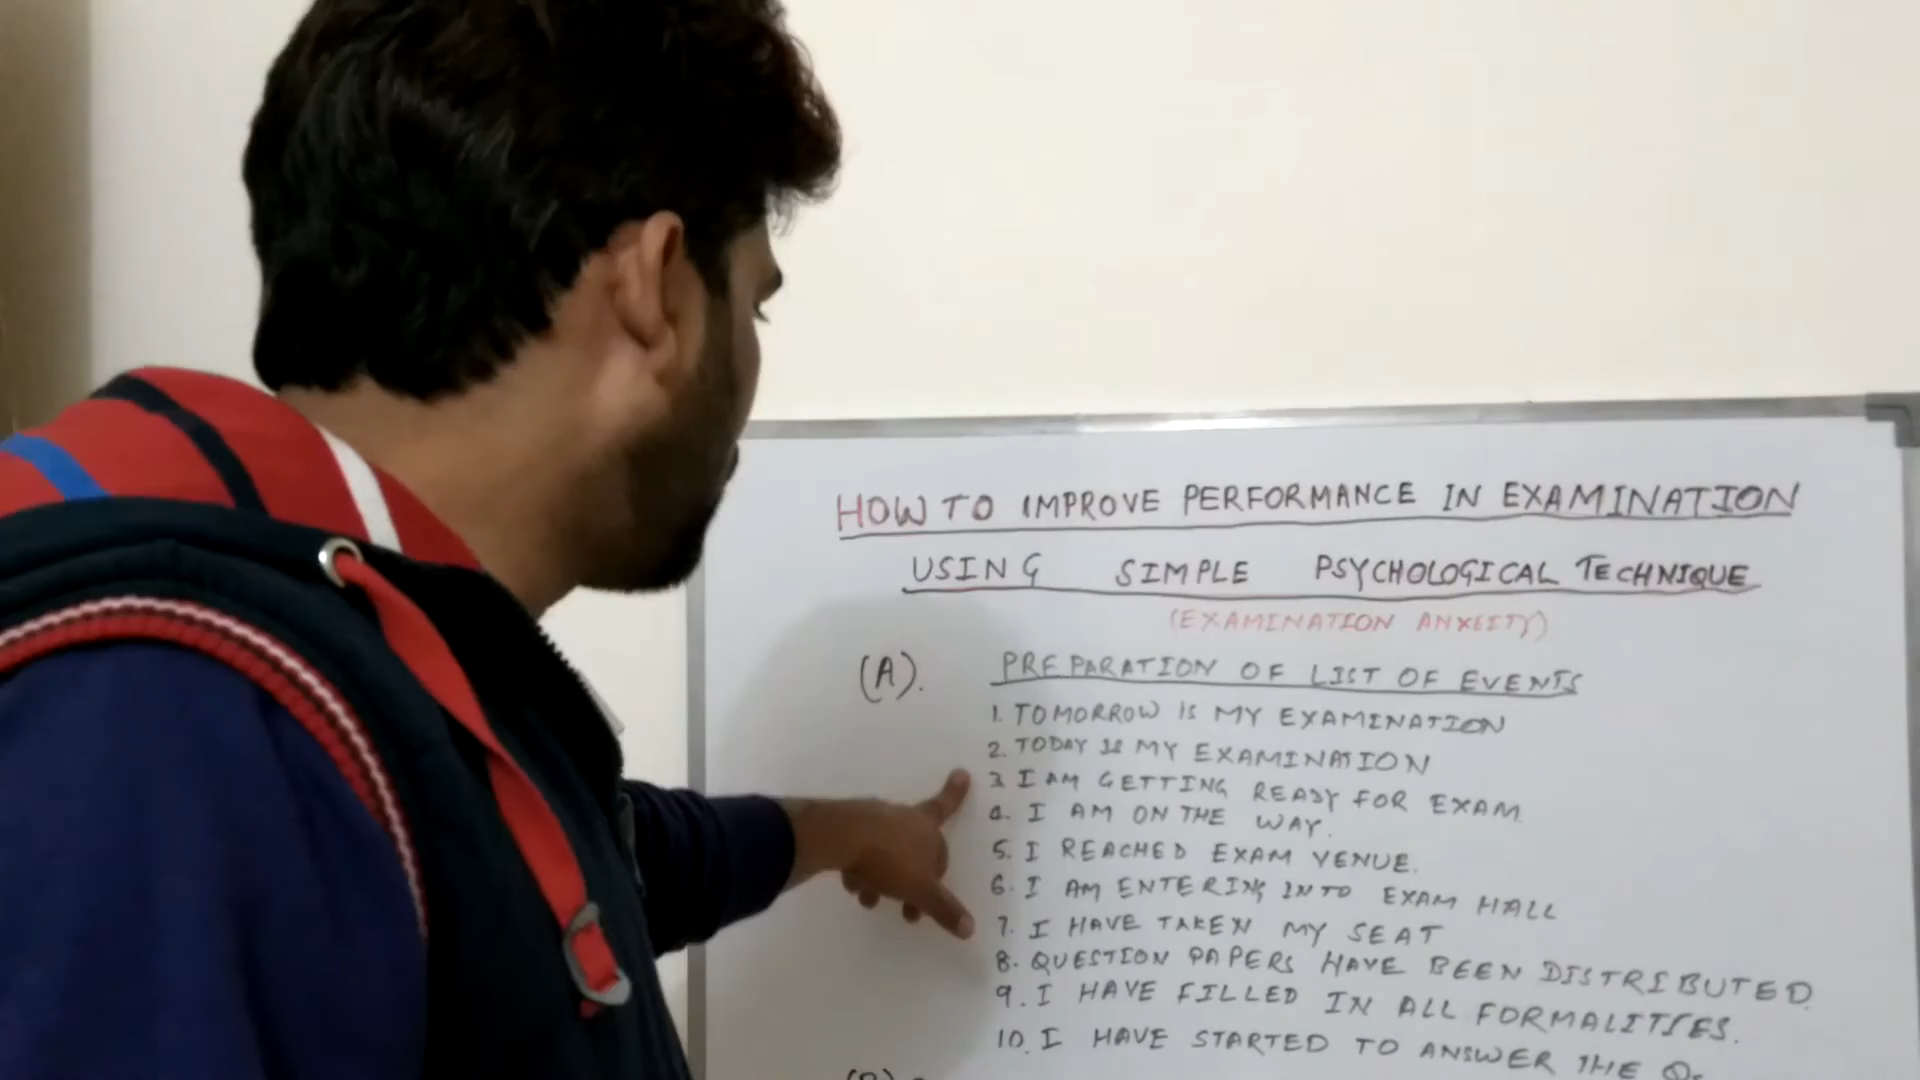 HOW TO IMPROVE PERFORMANCE IN EXAMINATION
USING SIMPLE PSYCHOLOGICAL TECHNIQUE
(EXAMINATION ANXEITY)
(A). PREPARATION OF LIST OF EVENTS
1. TOMORROW IS MY EXAMINATION
2. TODAY IS MY EXAMINATION
3. I AM GETTING READY FOR EXAM.
4. I AM ON THE WAY.
5. I REACHED EXAM VENUE.
6. I AM ENTERING INTO EXAM HALL
7. I HAVE TAKEN MY SEAT
8. QUESTION PAPERS HAVE BEEN DISTRIBUTED.
9. I HAVE FILLED IN ALL FORMALITIES.
10. I HAVE STARTED TO ANSWER THE